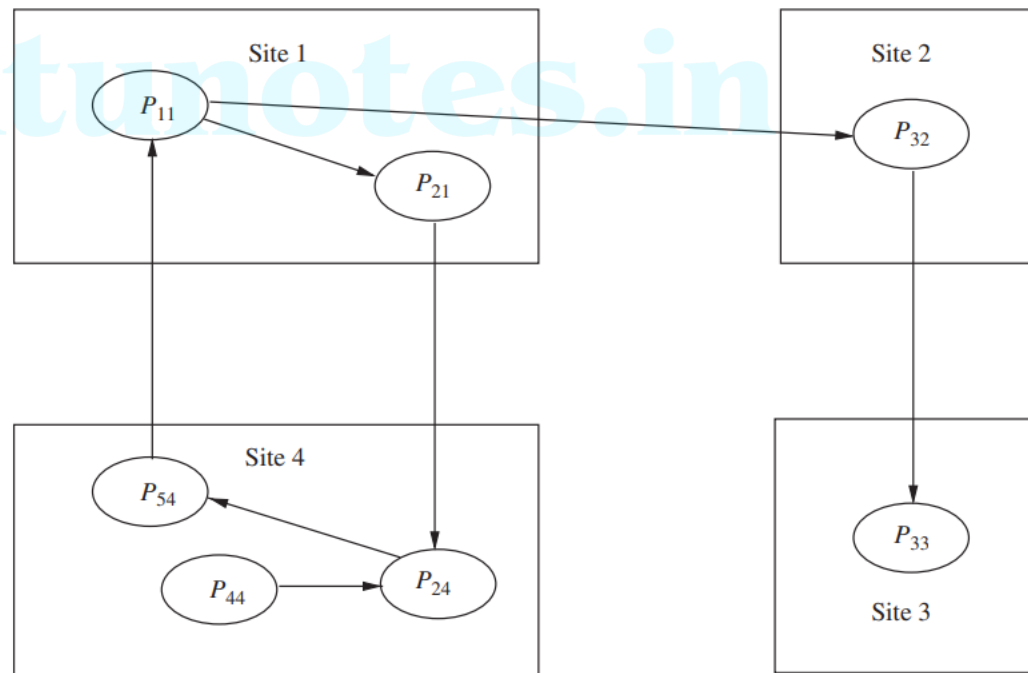 tunotes.in
Site 1
Site 2
P11
P32
P21
Site 4
P54
P33
P24
P44
Site 3